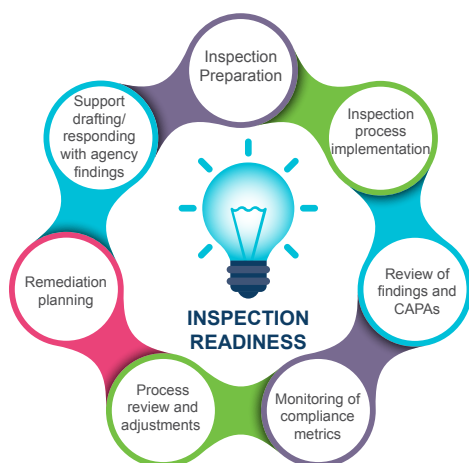 Inspection
Preparation
Inspection
process
implementation
Review of
findings and
CAPAs
Monitoring of
compliance
metrics
Process
review and
adjustments
Remediation
planning
Support
drafting/
responding
with agency
findings
INSPECTION
READINESS